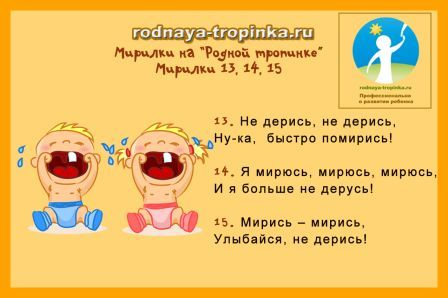 rodnaya-tropinka.ru
Мирилки на "Родной тропинке"
Мирилки 13, 14, 15
rodnaya-tropinka.ru
Профессионально
о развитии ребенка
13. Не дерись, не дерись,
Ну-ка, быстро помирись!
14. Я мирюсь, мирюсь, мирюсь,
И я больше не дерусь!
15. Мирись – мирись,
Улыбайся, не дерись!